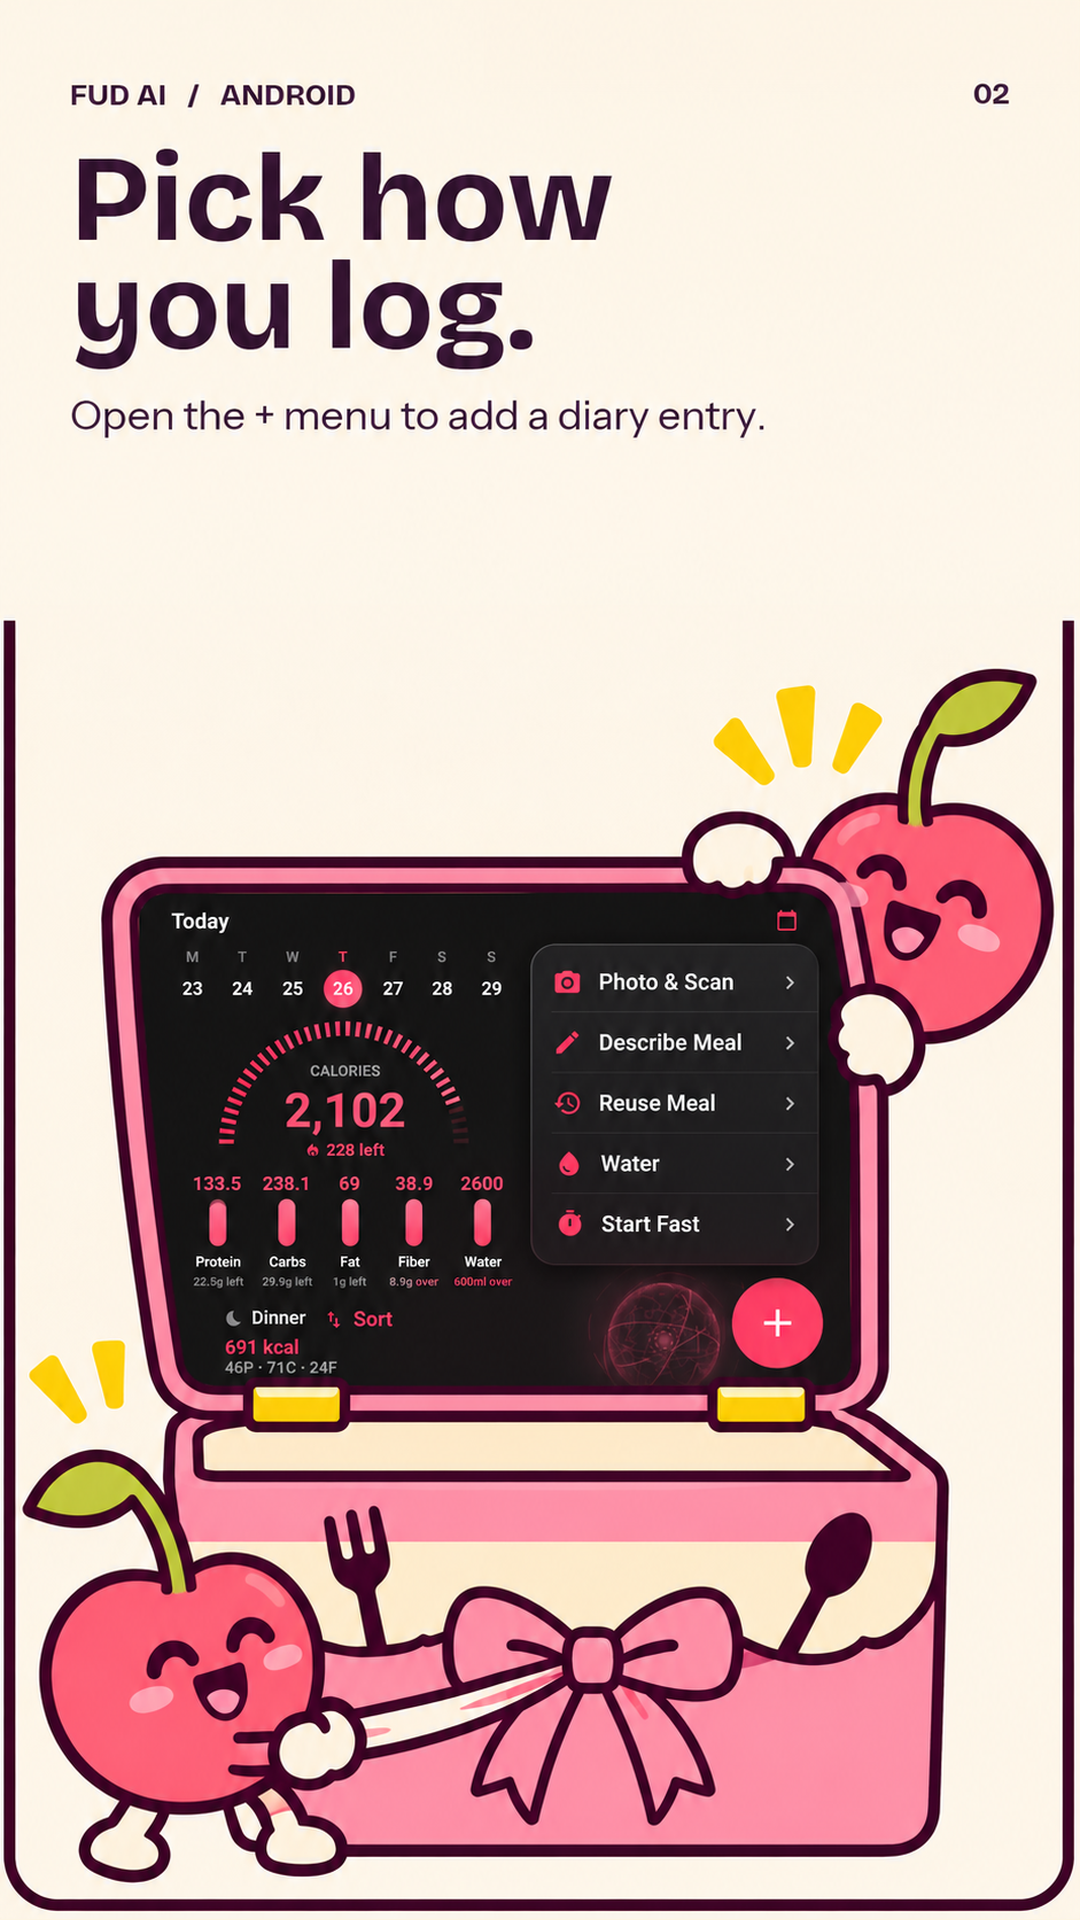 FUD AI / ANDROID
02
Pick how
you log.
Open the + menu to add a diary entry.
Today
M T W T F S S
23 24 25 26 27 28 29
CALORIES
2,102
228 left
133.5 238.1 69 38.9 2600
Protein Carbs Fat Fiber Water
22.5g left 29.9g left 1g left 8.9g over 600ml over
Dinner Sort
691 kcal
46P · 71C · 24F
Photo & Scan
Describe Meal
Reuse Meal
Water
Start Fast
+